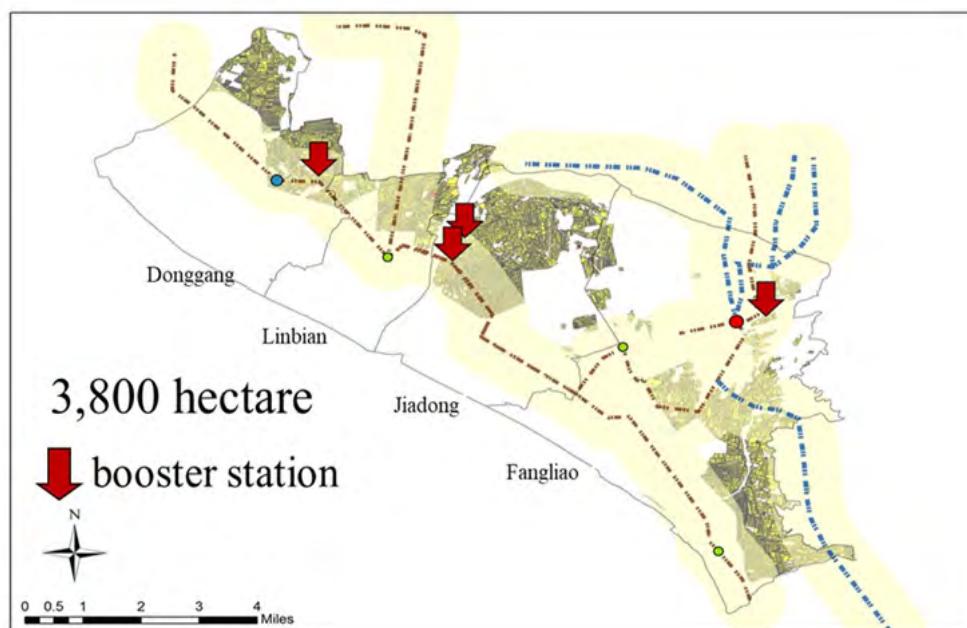 Donggang
Linbian
Jiadong
Fangliao
3,800 hectare
booster station
N
0 0.5 1 2 3 4
Miles